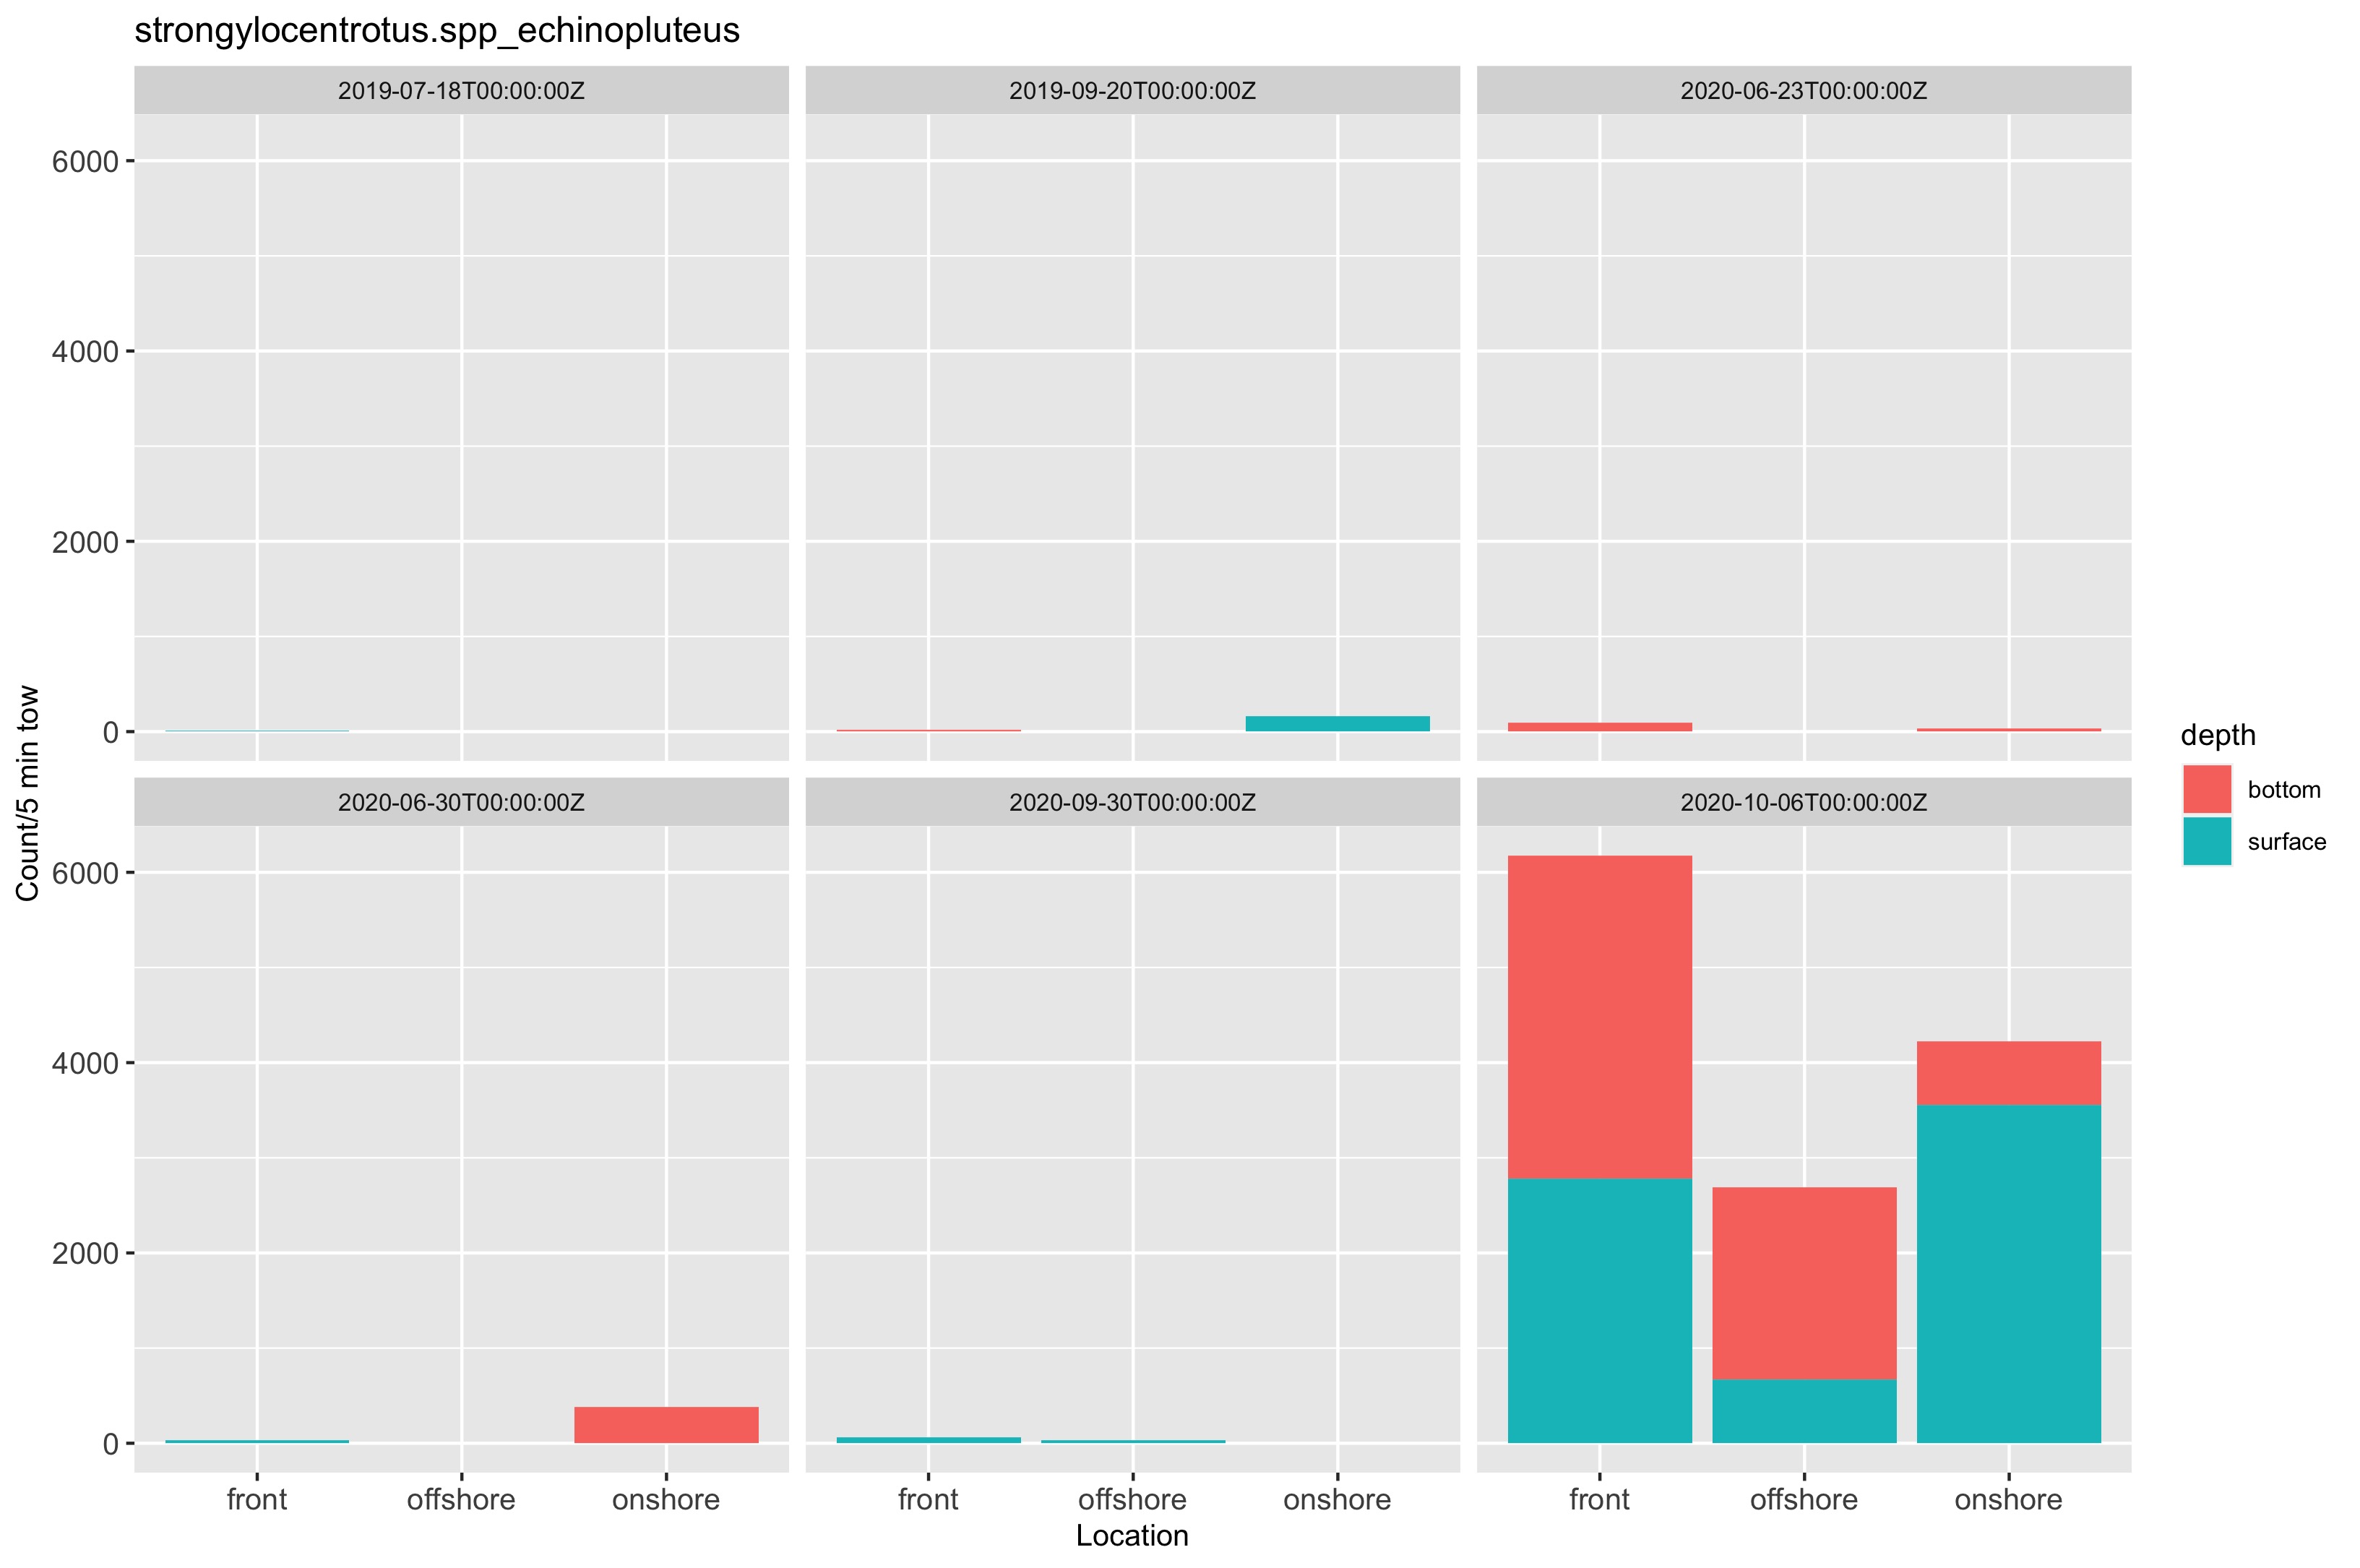 strongylocentrotus.spp_echinopluteus
2019-07-18T00:00:00Z
2019-09-20T00:00:00Z
2020-06-23T00:00:00Z
6000
4000
2000
0
2020-06-30T00:00:00Z
2020-09-30T00:00:00Z
2020-10-06T00:00:00Z
6000
4000
2000
0
Count/5 min tow
front
offshore
onshore
front
offshore
onshore
front
offshore
onshore
Location
depth
bottom
surface